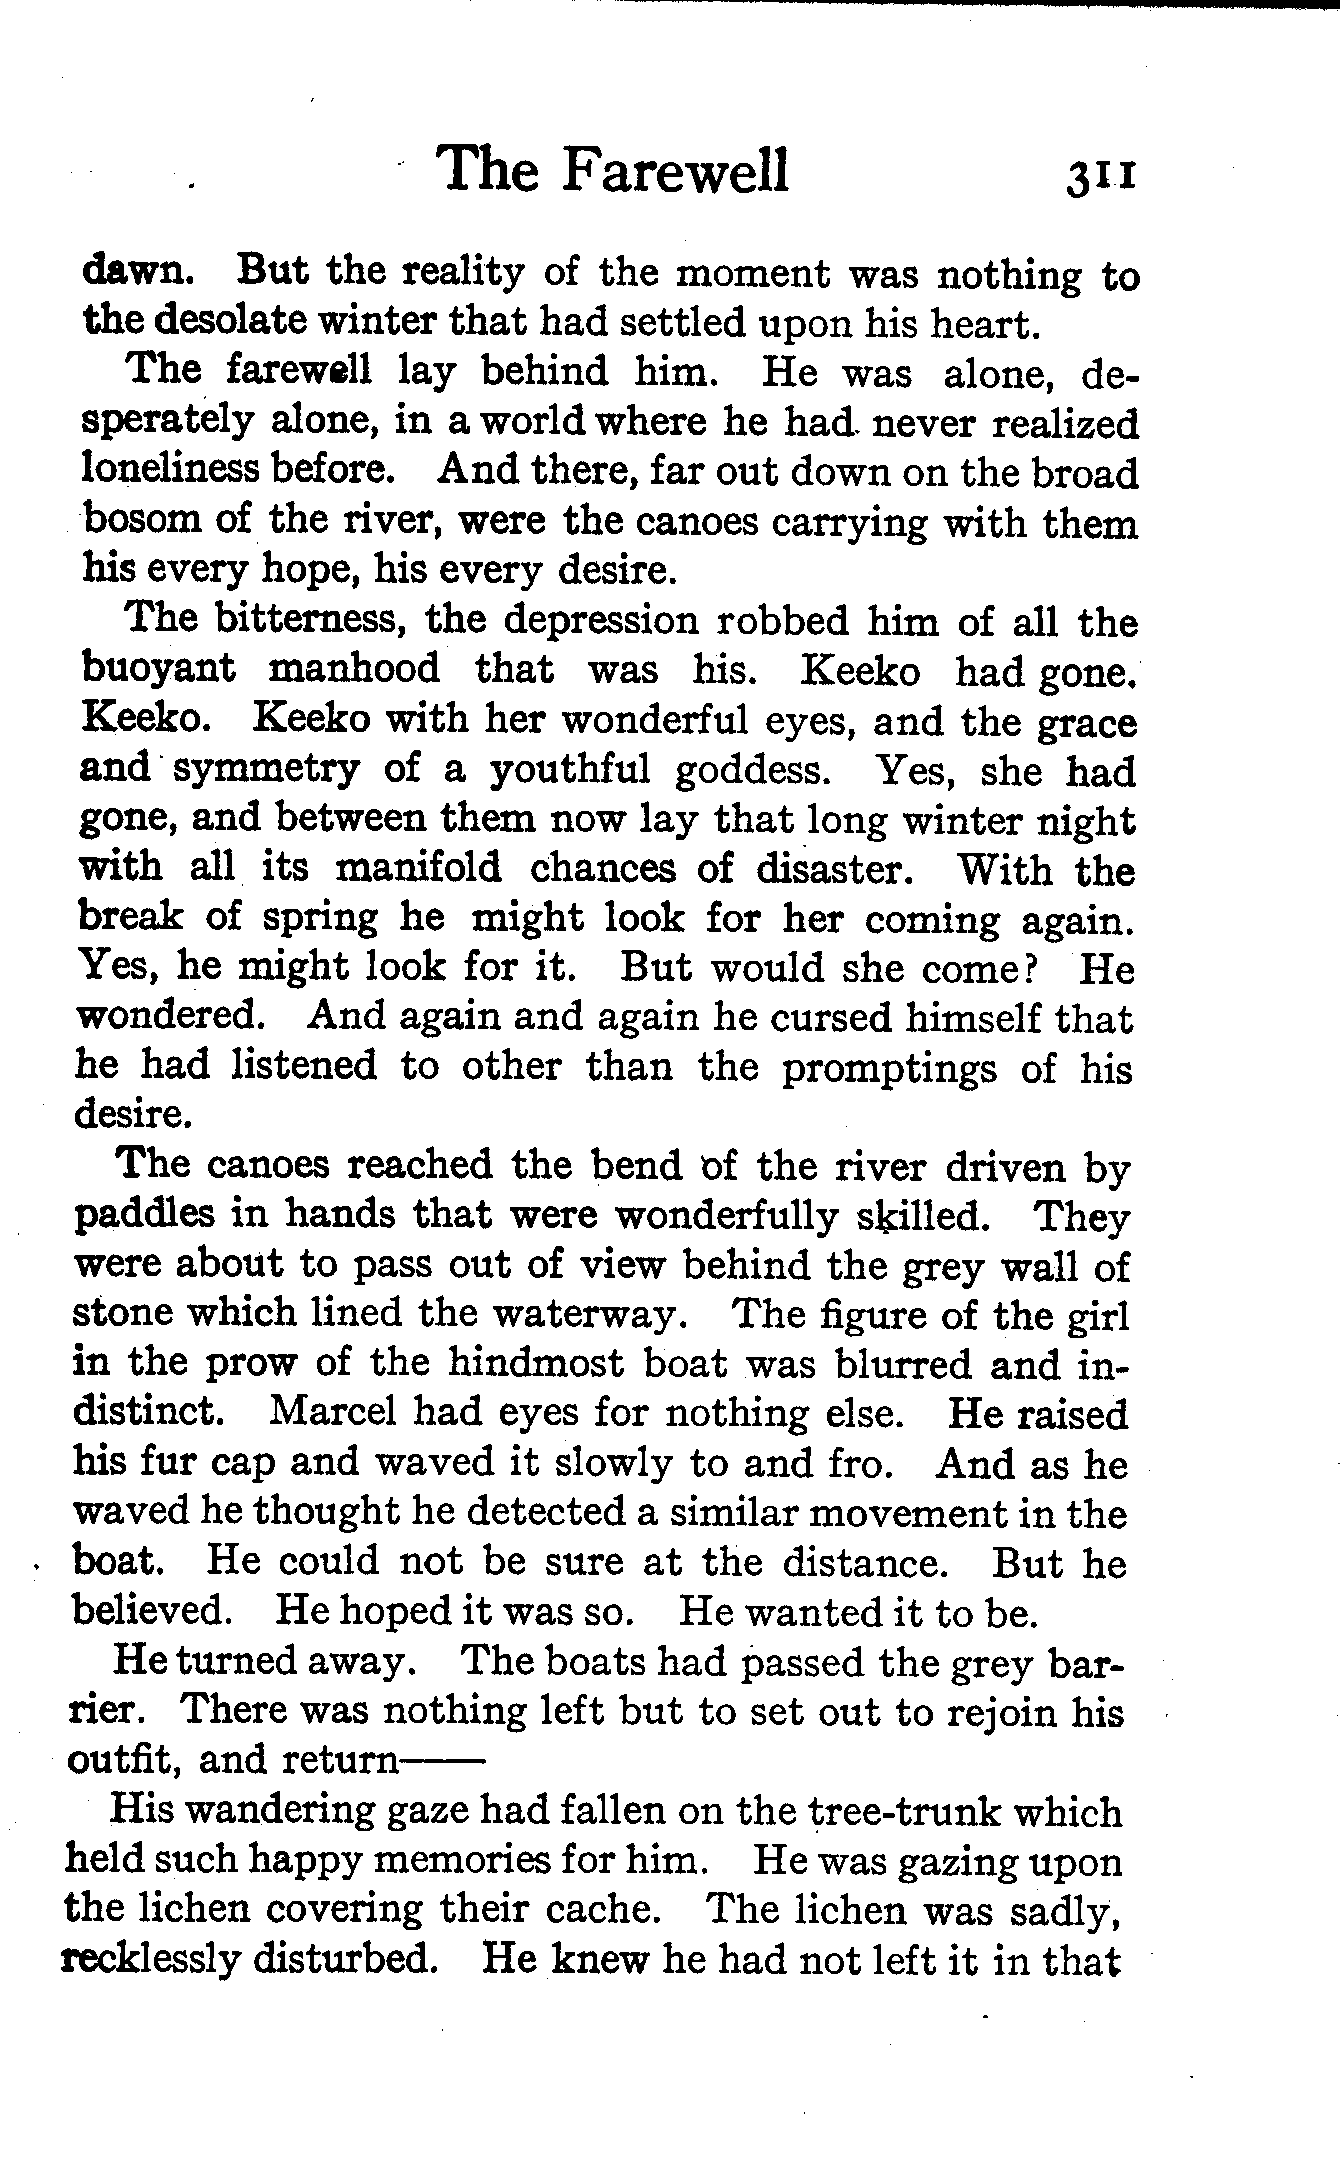 The Farewell 311
dawn. But the reality of the moment was nothing to
the desolate winter that had settled upon his heart.
The farewell lay behind him. He was alone, de-
sperately alone, in a world where he had never realized
loneliness before. And there, far out down on the broad
bosom of the river, were the canoes carrying with them
his every hope, his every desire.
The bitterness, the depression robbed him of all the
buoyant manhood that was his. Keeko had gone.
Keeko. Keeko with her wonderful eyes, and the grace
and symmetry of a youthful goddess. Yes, she had
gone, and between them now lay that long winter night
with all its manifold chances of disaster. With the
break of spring he might look for her coming again.
Yes, he might look for it. But would she come? He
wondered. And again and again he cursed himself that
he had listened to other than the promptings of his
desire.
The canoes reached the bend of the river driven by
paddles in hands that were wonderfully skilled. They
were about to pass out of view behind the grey wall of
stone which lined the waterway. The figure of the girl
in the prow of the hindmost boat was blurred and in-
distinct. Marcel had eyes for nothing else. He raised
his fur cap and waved it slowly to and fro. And as he
waved he thought he detected a similar movement in the
boat. He could not be sure at the distance. But he
believed. He hoped it was so. He wanted it to be.
He turned away. The boats had passed the grey bar-
rier. There was nothing left but to set out to rejoin his
outfit, and return——
His wandering gaze had fallen on the tree-trunk which
held such happy memories for him. He was gazing upon
the lichen covering their cache. The lichen was sadly,
recklessly disturbed. He knew he had not left it in that